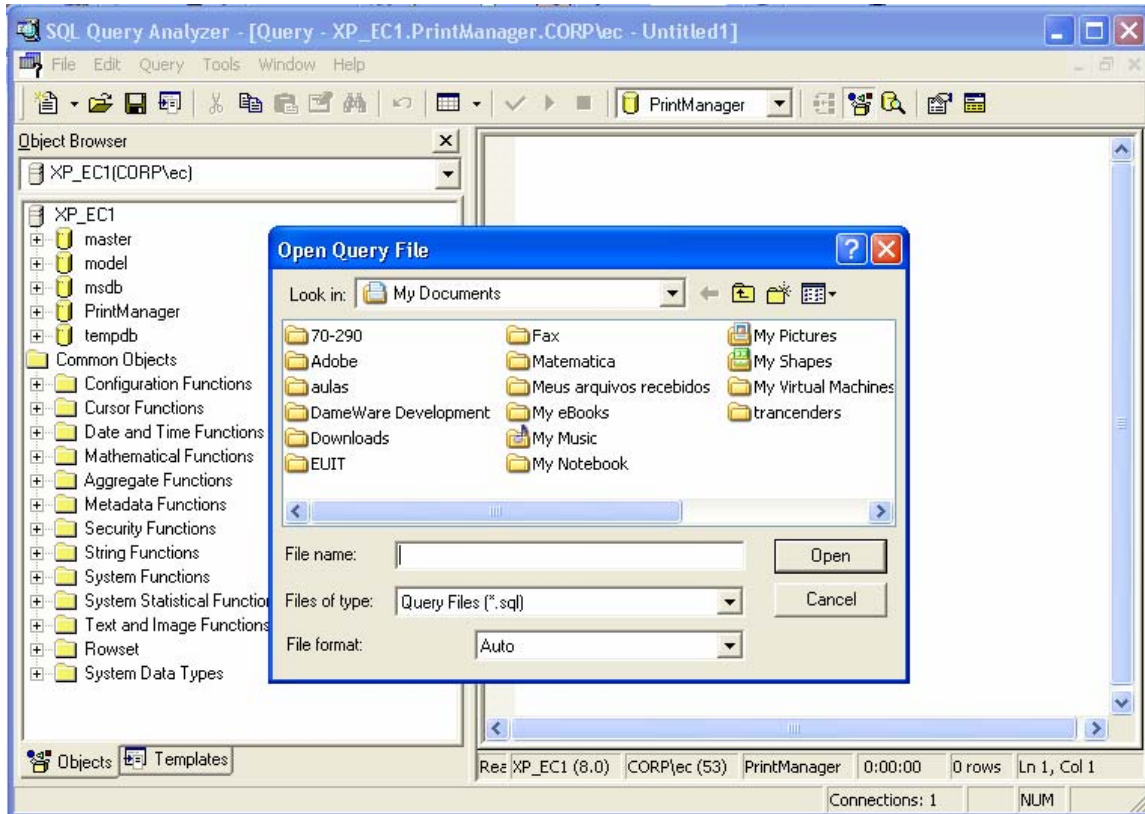 SQL Query Analyzer - [Query - XP_EC1.PrintManager.CORP\ec - Untitled1]
File Edit Query Tools Window Help
PrintManager
Object Browser
XP_EC1(CORP\ec)
XP_EC1
master
model
msdb
PrintManager
tempdb
Common Objects
Configuration Functions
Cursor Functions
Date and Time Functions
Mathematical Functions
Aggregate Functions
Metadata Functions
Security Functions
String Functions
System Functions
System Statistical Function
Text and Image Functions
Rowset
System Data Types
Objects Templates
Open Query File
Look in: My Documents
70-290
Adobe
aulas
DameWare Development
Downloads
EUIT
Fax
Matematica
Meus arquivos recebidos
My eBooks
My Music
My Notebook
My Pictures
My Shapes
My Virtual Machines
trancenders
File name:
Open
Files of type: Query Files (*.sql)
Cancel
File format: Auto
Rea XP_EC1 (8.0) CORP\ec (53) PrintManager 0:00:00 0 rows Ln 1, Col 1
Connections: 1 NUM